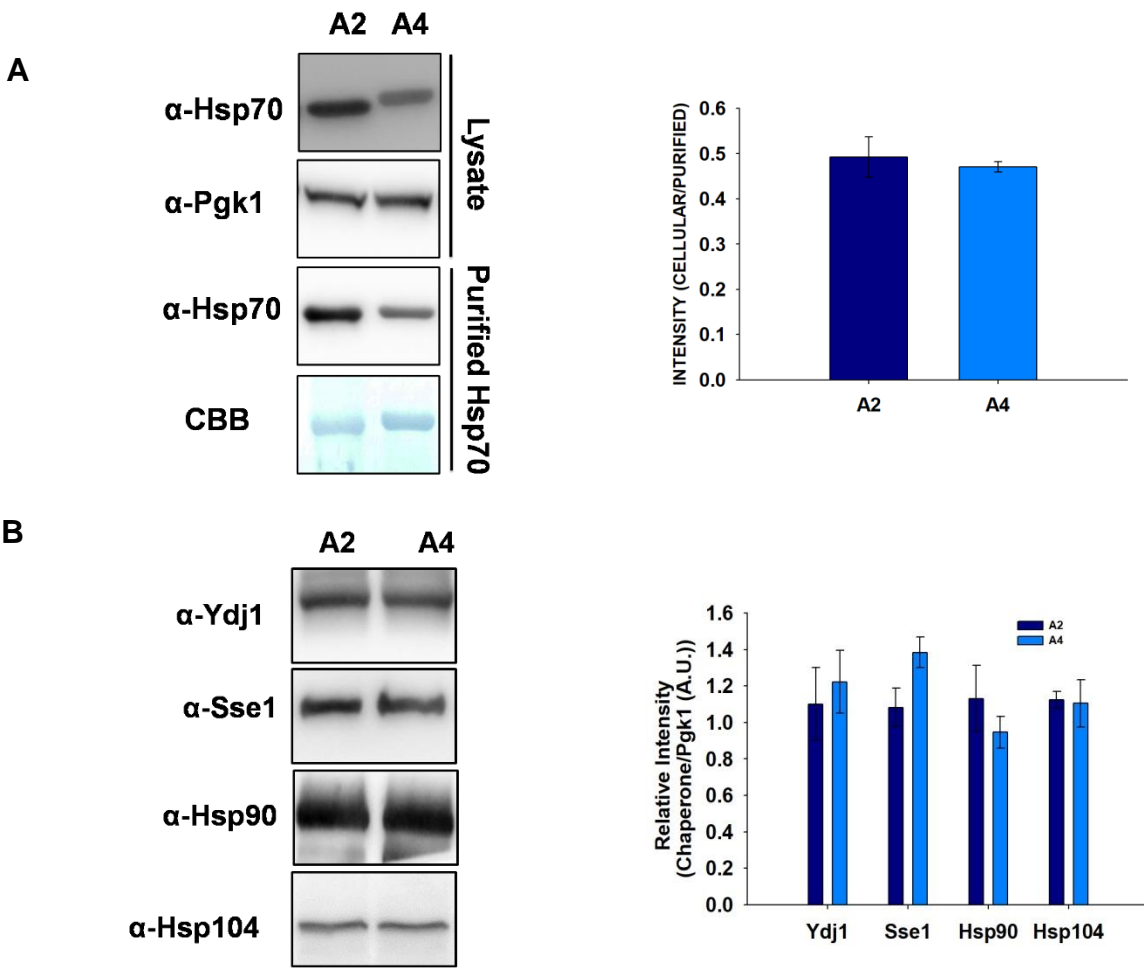 A
A2 A4
α-Hsp70
α-Pgk1
α-Hsp70
CBB
Lysate
Purified Hsp70
INTENSITY (CELLULAR/PURIFIED)
0.6
0.5
0.4
0.3
0.2
0.1
0.0
A2 A4
B
A2 A4
α-Ydj1
α-Sse1
α-Hsp90
α-Hsp104
Relative Intensity
(Chaperone/Pgk1 (A.U.))
1.6
1.4
1.2
1.0
0.8
0.6
0.4
0.2
0.0
A2
A4
Ydj1 Sse1 Hsp90 Hsp104